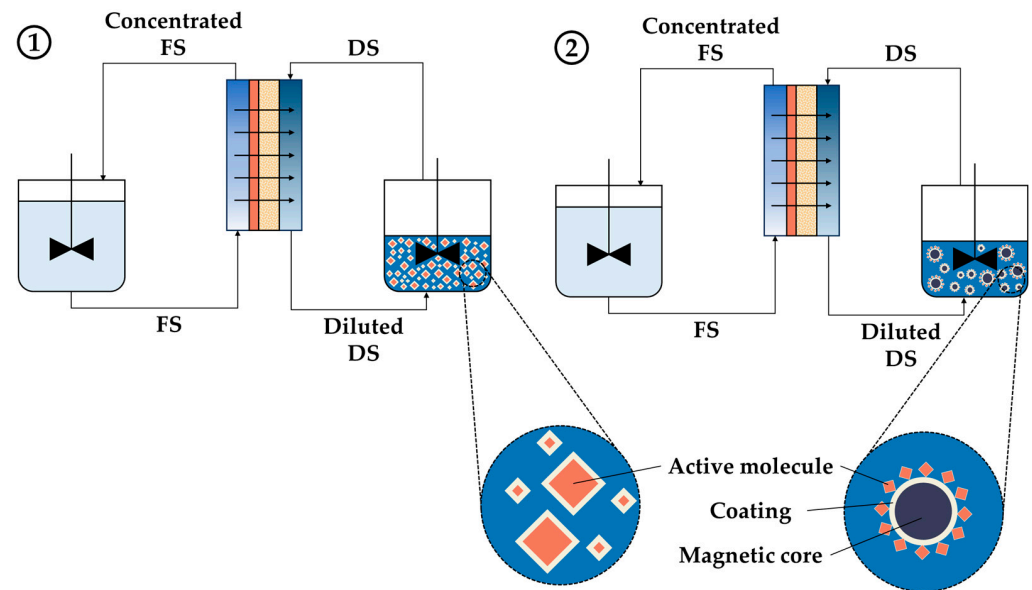 1
Concentrated
FS
DS
FS
Diluted
DS
2
Concentrated
FS
DS
FS
Diluted
DS
Active molecule
Coating
Magnetic core